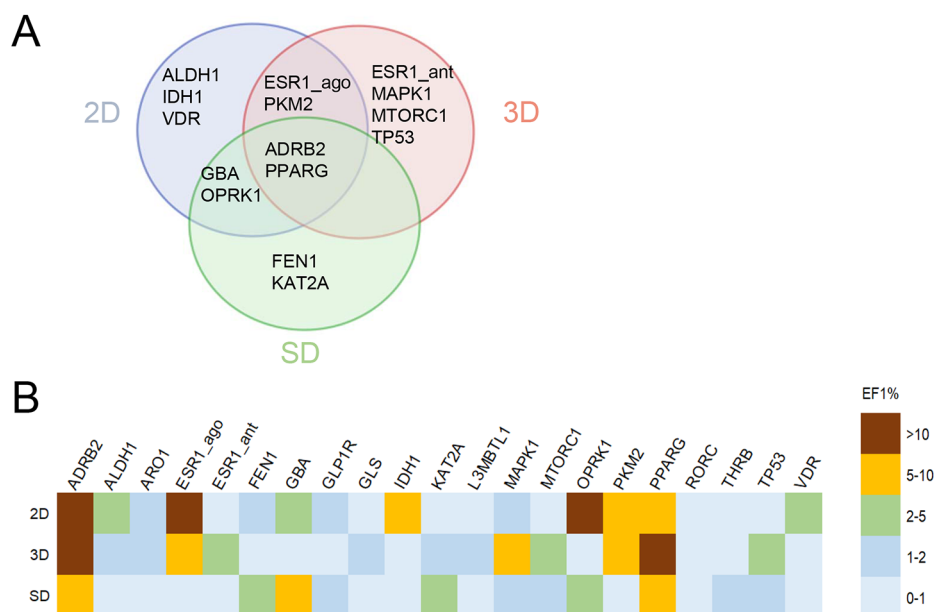 A
2D
3D
SD
ALDH1
IDH1
VDR
ESR1_ago
PKM2
ESR1_ant
MAPK1
MTORC1
TP53
ADRB2
PPARG
GBA
OPRK1
FEN1
KAT2A
B
EF1%
ADRB2 ALDH1 ARO1 ESR1_ago ESR1_ant FEN1 GBA GLP1R GLS IDH1 KAT2A L3MBTL1 MAPK1 MTORC1 OPRK1 PKM2 PPARG RORC THRB TP53 VDR
2D
3D
SD
>10
5-10
2-5
1-2
0-1